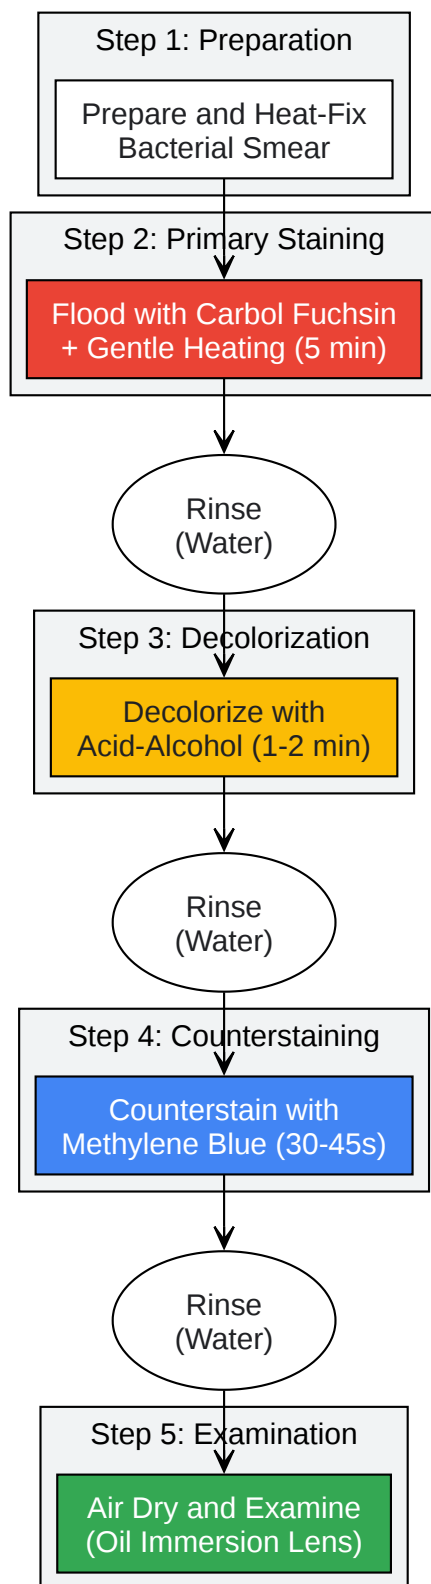 Step 1: Preparation
Prepare and Heat-Fix
Bacterial Smear
Step 2: Primary Staining
Flood with Carbol Fuchsin
+ Gentle Heating (5 min)
Rinse
(Water)
Step 3: Decolorization
Decolorize with
Acid-Alcohol (1-2 min)
Rinse
(Water)
Step 4: Counterstaining
Counterstain with
Methylene Blue (30-45s)
Rinse
(Water)
Step 5: Examination
Air Dry and Examine
(Oil Immersion Lens)